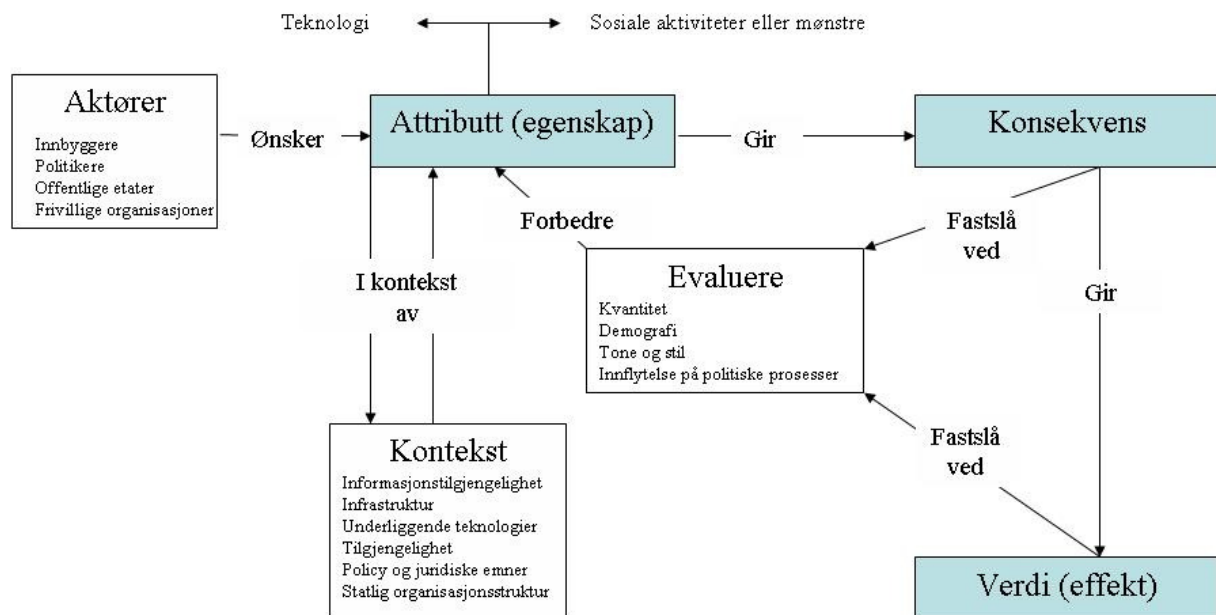 Teknologi
Sosiale aktiviteter eller mønstre
Aktører
Innbyggere
Politikere
Offentlige etater
Frivillige organisasjoner
Ønsker
Attributt (egenskap)
Gir
Konsekvens
Forbedre
Fastslå
ved
I kontekst
av
Evaluere
Kvantitet
Demografi
Tone og stil
Innflytelse på politiske prosesser
Gir
Fastslå
ved
Kontekst
Informasjonstilgjengelighet
Infrastruktur
Underliggende teknologier
Tilgjengelighet
Policy og juridiske emner
Statlig organisasjonsstruktur
Verdi (effekt)